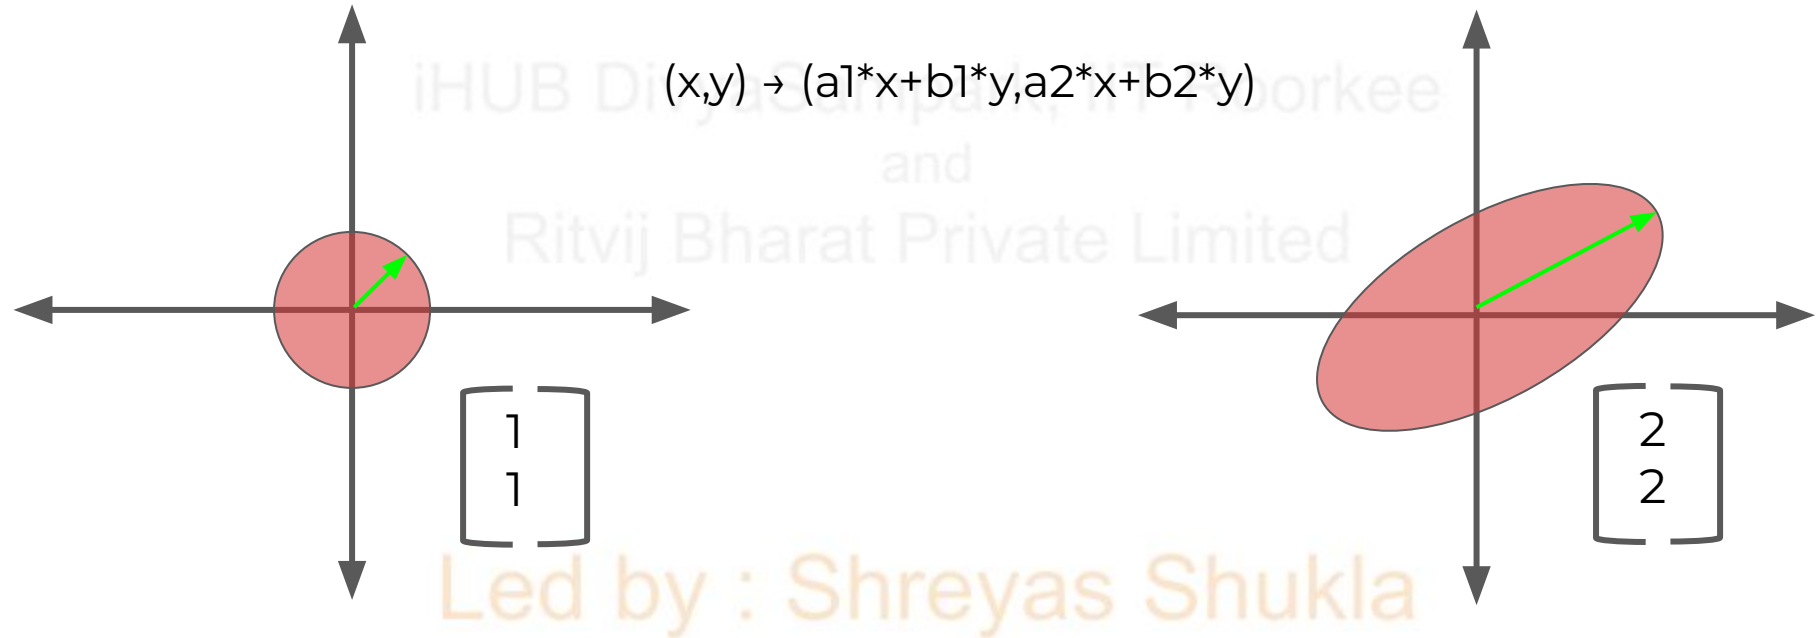 (x,y) → (a1*x+b1*y,a2*x+b2*y)
iHUB DivyaSampark, IIT Roorkee
and
Ritvij Bharat Private Limited
1
1
2
2
Led by : Shreyas Shukla